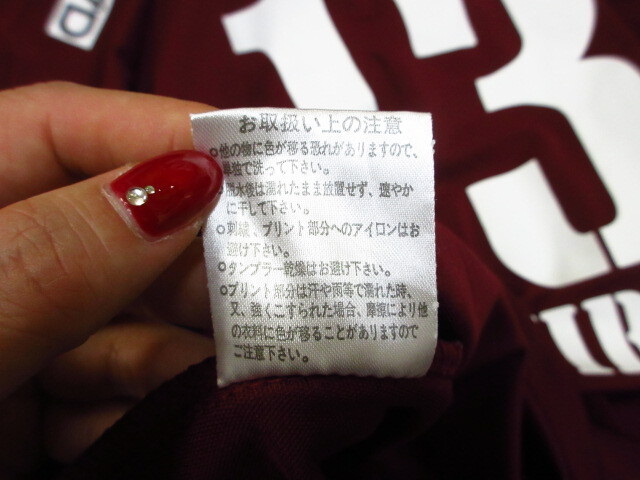 TD
13
お取扱い上の注意
○他の物に色が移る恐れがありますので、
単独で洗って下さい。
脱水後は濡れたまま放置せず、速やか
に干して下さい。
○刺繍、プリント部分へのアイロンはお
避け下さい。
○タンブラー乾燥はお避け下さい。
○プリント部分は汗や雨等で濡れた時、
又、強くこすられた場合、摩擦により他
の衣料に色が移ることがありますので
ご注意下さい。